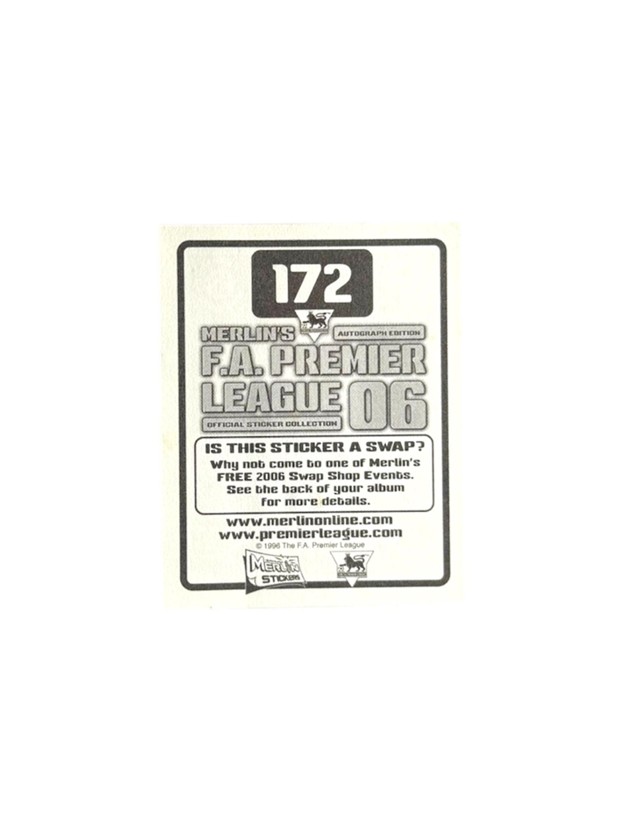 172
MERLIN'S
AUTOGRAPH EDITION
F.A. PREMIER
LEAGUE 06
OFFICIAL STICKER COLLECTION
IS THIS STICKER A SWAP?
Why not come to one of Merlin's
FREE 2006 Swap Shop Events.
See the back of your album
for more details.
www.merlinonline.com
www.premierleague.com
© 1996 The F.A. Premier League
MERLIN
STICKERS